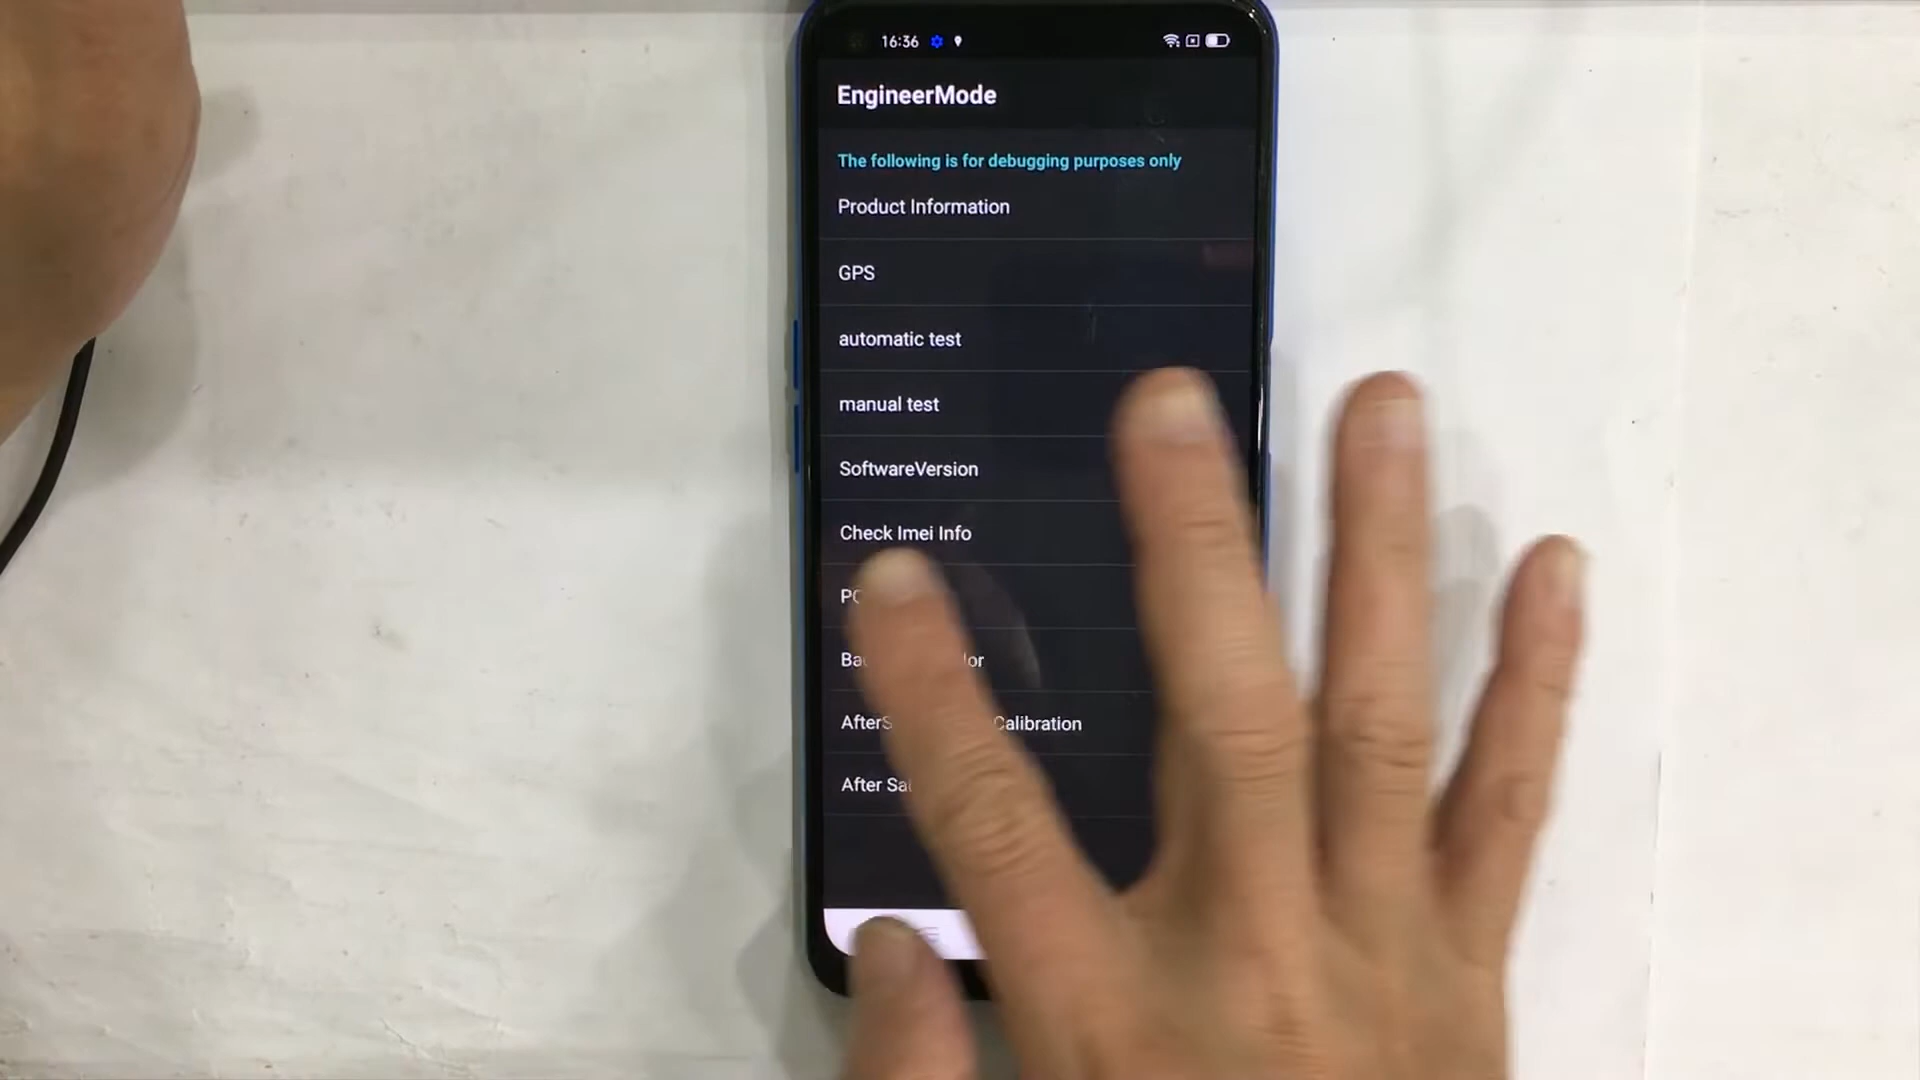 16:36
EngineerMode
The following is for debugging purposes only
Product Information
GPS
automatic test
manual test
SoftwareVersion
Check Imei Info
Calibration
After